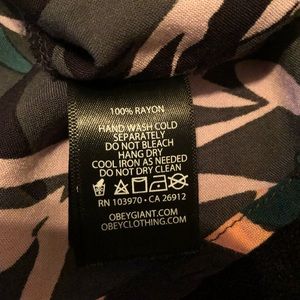 100% RAYON
HAND WASH COLD
SEPARATELY
DO NOT BLEACH
HANG DRY
COOL IRON AS NEEDED
DO NOT DRY CLEAN
RN 103970 • CA 26912
OBEYGIANT.COM
OBEYCLOTHING.COM